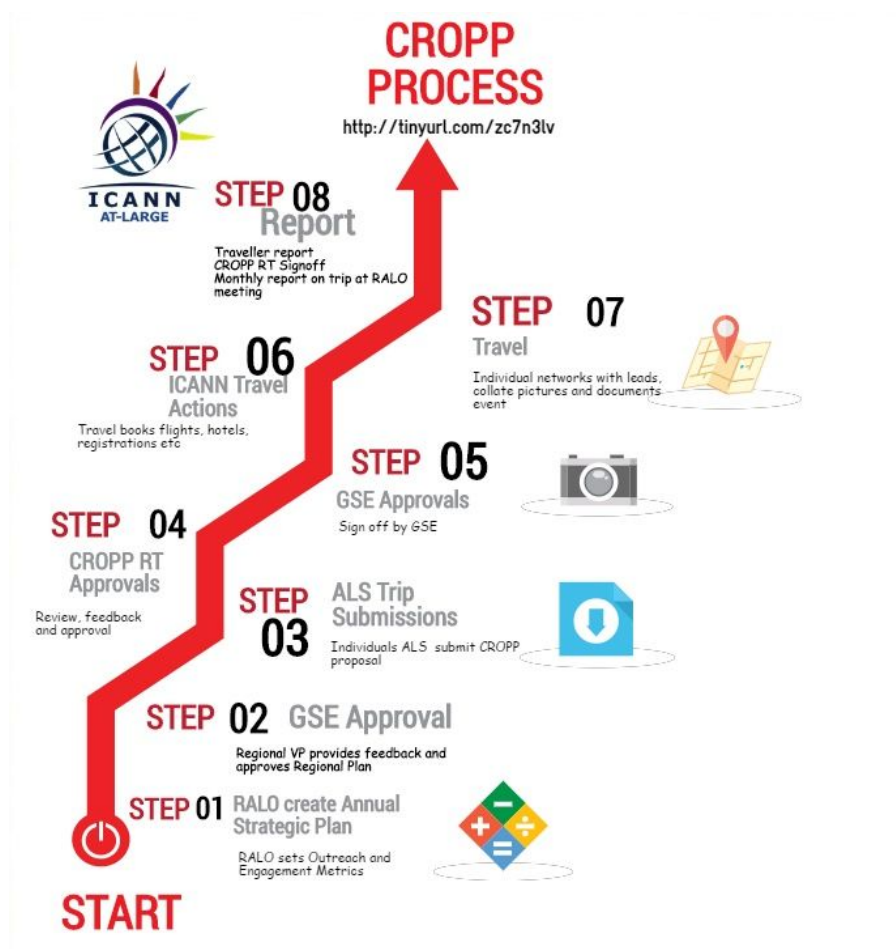 CROPP
PROCESS
http://tinyurl.com/zc7n3lv
ICANN
AT-LARGE
STEP 08
Report
Traveller report
CROPP RT Signoff
Monthly report on trip at RALO
meeting
STEP 07
Travel
Individual networks with leads,
collate pictures and documents
event
STEP 06
ICANN Travel
Actions
Travel books flights, hotels,
registrations etc
STEP 05
GSE Approvals
Sign off by GSE
STEP 04
CROPP RT
Approvals
Review, feedback
and approval
STEP
03
ALS Trip
Submissions
Individuals ALS submit CROPP
proposal
STEP 02 GSE Approval
Regional VP provides feedback and
approves Regional Plan
STEP 01 RALO create Annual
Strategic Plan
RALO sets Outreach and
Engagement Metrics
START